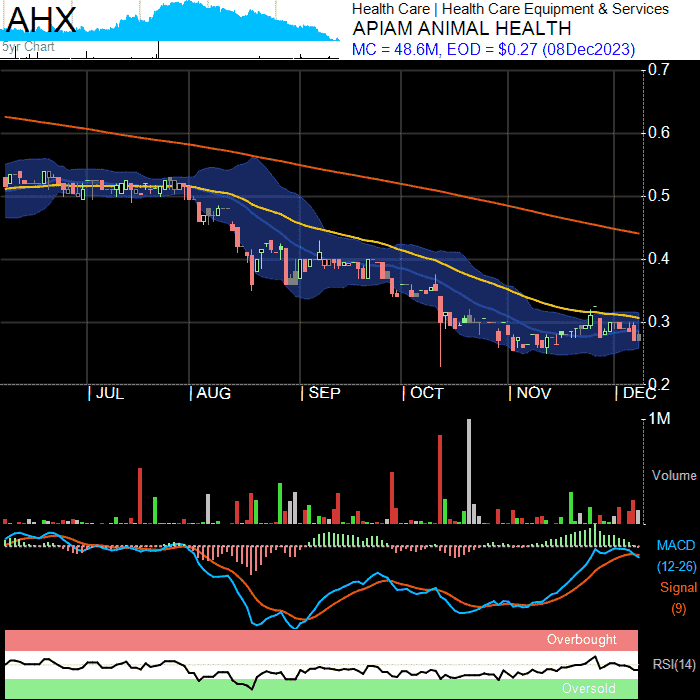 AHX
5yr Chart
Health Care | Health Care Equipment & Services
APIAM ANIMAL HEALTH
MC = 48.6M, EOD = $0.27 (08Dec2023)
0.7
0.6
0.5
0.4
0.3
0.2
JUL AUG SEP OCT NOV DEC
1M
Volume
MACD
(12-26)
Signal
(9)
Overbought
RSI(14)
Oversold